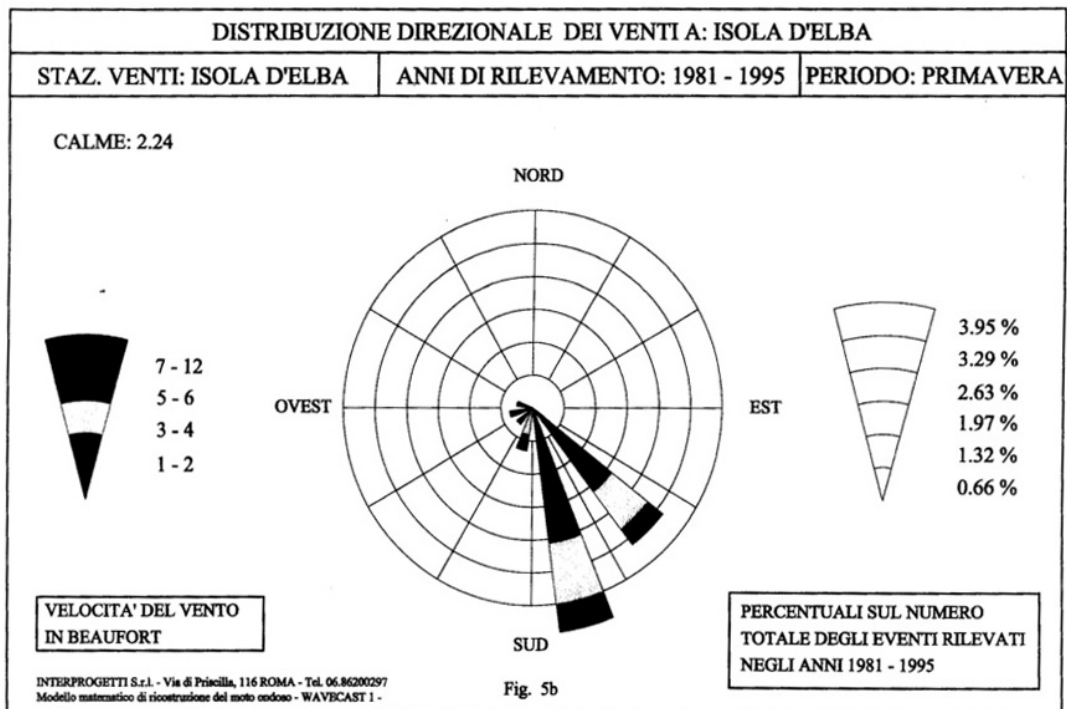 DISTRIBUZIONE DIREZIONALE DEI VENTI A: ISOLA D'ELBA
STAZ. VENTI: ISOLA D'ELBA
ANNI DI RILEVAMENTO: 1981 - 1995
PERIODO: PRIMAVERA
CALME: 2.24
NORD
7 - 12
5 - 6
3 - 4
1 - 2
OVEST
EST
3.95 %
3.29 %
2.63 %
1.97 %
1.32 %
0.66 %
SUD
VELOCITA' DEL VENTO
IN BEAUFORT
PERCENTUALI SUL NUMERO
TOTALE DEGLI EVENTI RILEVATI
NEGLI ANNI 1981 - 1995
INTERPROGETTI S.r.l. - Via di Priscilla, 116 ROMA - Tel. 06.86200297
Modello matematico di ricostruzione del moto ondoso - WAVECAST 1 -
Fig. 5b